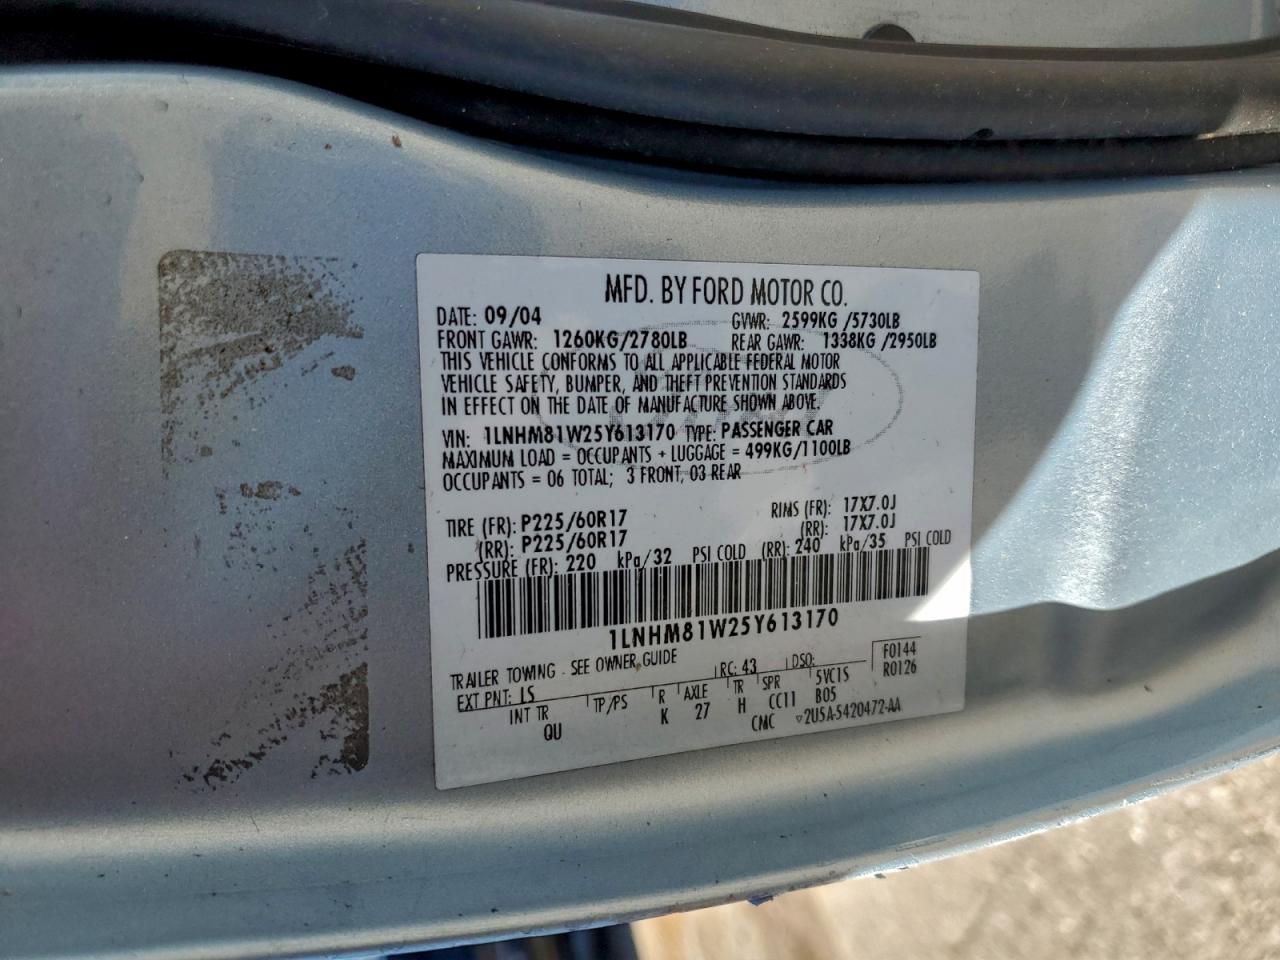 MFD. BY FORD MOTOR CO.
DATE: 09/04 GVWR: 2599KG /5730LB
FRONT GAWR: 1260KG/2780LB REAR GAWR: 1338KG /2950LB
THIS VEHICLE CONFORMS TO ALL APPLICABLE FEDERAL MOTOR
VEHICLE SAFETY, BUMPER, AND THEFT PREVENTION STANDARDS
IN EFFECT ON THE DATE OF MANUFACTURE SHOWN ABOVE.
VIN: 1LNHM81W25Y613170 TYPE: PASSENGER CAR
MAXIMUM LOAD = OCCUPANTS + LUGGAGE = 499KG/1100LB
OCCUPANTS = 06 TOTAL; 3 FRONT, 03 REAR
TIRE (FR): P225/60R17 RIMS (FR): 17X7.0J
(RR): P225/60R17 (RR): 17X7.0J
PRESSURE (FR): 220 kPa/32 PSI COLD (RR): 240 kPa/35 PSI COLD
1LNHM81W25Y613170
TRAILER TOWING - SEE OWNER GUIDE F0144
EXT PNT: LS RC: 43 DSO: R0126
INT TR TP/PS R AXLE TR SPR 5VC1S
QU K 27 H CC11 B05
CMC ▽2U5A-5420472-AA